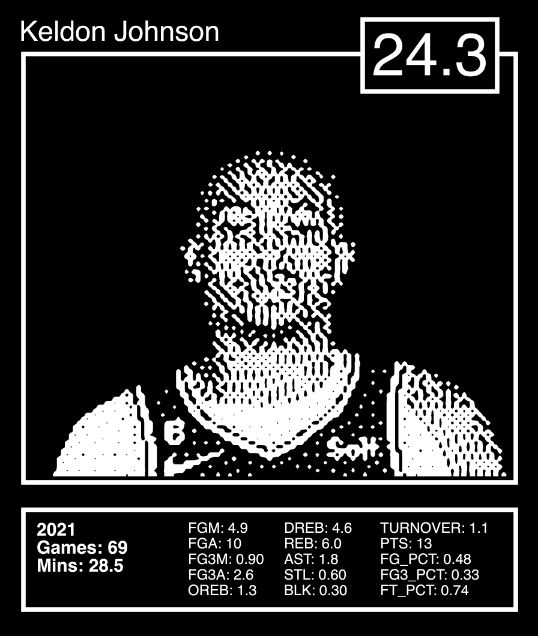 Keldon Johnson
24.3
2021
Games: 69
Mins: 28.5
FGM: 4.9
FGA: 10
FG3M: 0.90
FG3A: 2.6
OREB: 1.3
DREB: 4.6
REB: 6.0
AST: 1.8
STL: 0.60
BLK: 0.30
TURNOVER: 1.1
PTS: 13
FG_PCT: 0.48
FG3_PCT: 0.33
FT_PCT: 0.74